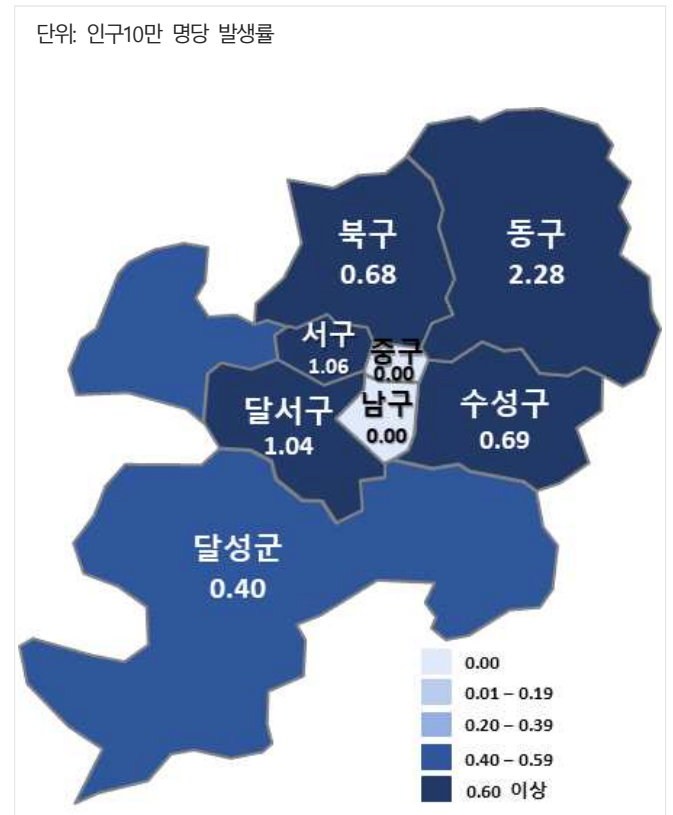 단위: 인구10만 명당 발생률
북구
0.68
동구
2.28
서구
1.06
중구
0.00
달서구
1.04
남구
0.00
수성구
0.69
달성군
0.40
0.00
0.01 – 0.19
0.20 – 0.39
0.40 – 0.59
0.60 이상